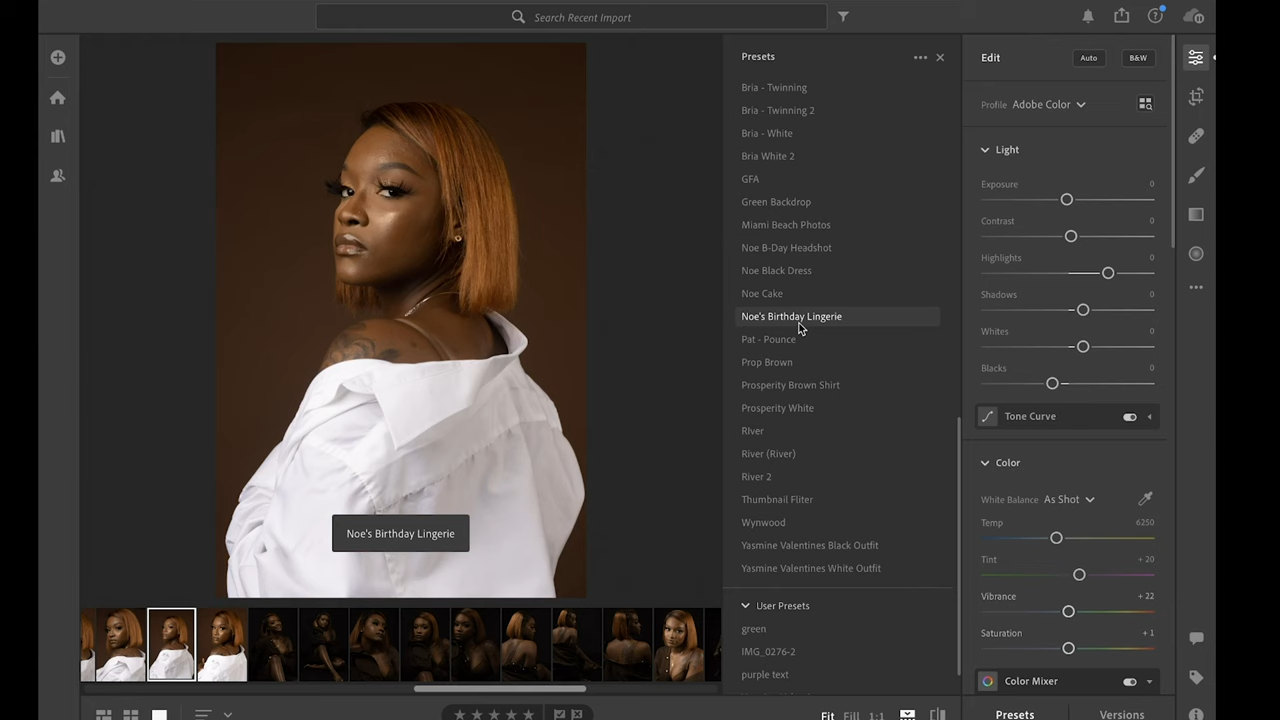 Search Recent Import
Presets
Bria - Twinning
Bria - Twinning 2
Bria - White
Bria White 2
GFA
Green Backdrop
Miami Beach Photos
Noe B-Day Headshot
Noe Black Dress
Noe Cake
Noe's Birthday Lingerie
Pat - Pounce
Prop Brown
Prosperity Brown Shirt
Prosperity White
RIver
River (River)
River 2
Thumbnail Fliter
Wynwood
Yasmine Valentines Black Outfit
Yasmine Valentines White Outfit
User Presets
green
IMG_0276-2
purple text
Noe's Birthday Lingerie
Edit
Auto
B&W
Profile Adobe Color
Light
Exposure 0
Contrast 0
Highlights 0
Shadows 0
Whites 0
Blacks 0
Tone Curve
Color
White Balance As Shot
Temp 6250
Tint + 20
Vibrance + 22
Saturation + 1
Color Mixer
Fit Fill 1:1
Presets Versions